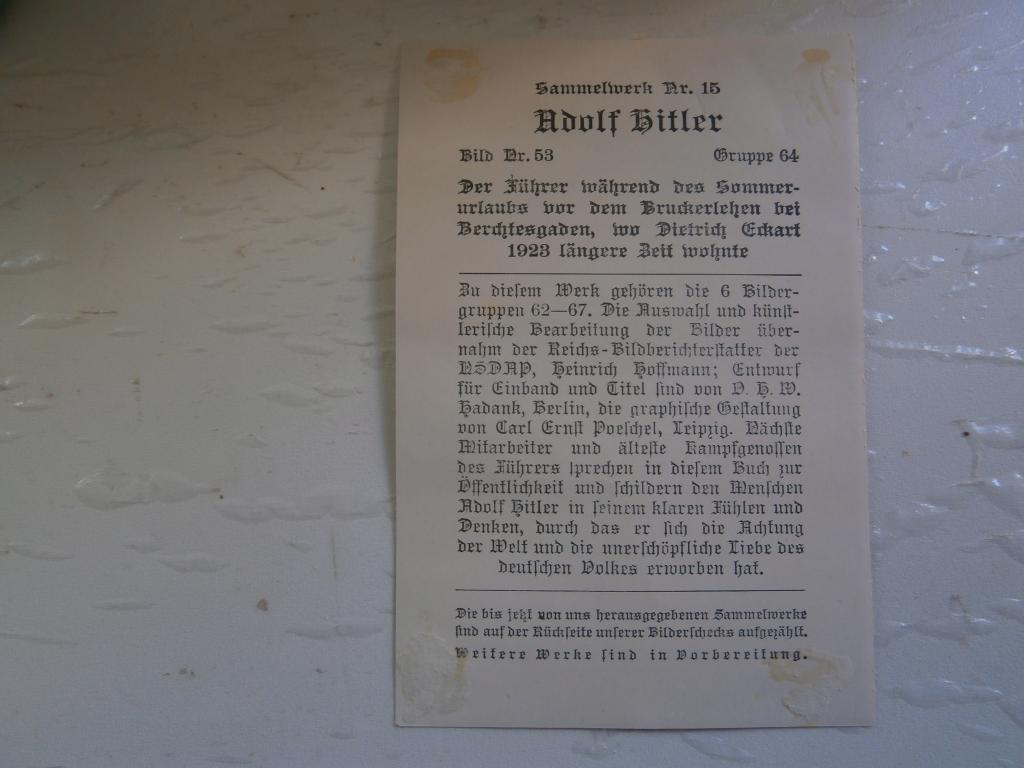 Sammelwerk Nr. 15
Adolf Hitler
Bild Nr. 53 Gruppe 64
Der Führer während des Sommer-
urlaubs vor dem Bruckerlehen bei
Berchtesgaden, wo Dietrich Eckart
1923 längere Zeit wohnte
Zu diesem Werk gehören die 6 Bilder-
gruppen 62—67. Die Auswahl und künst-
lerische Bearbeitung der Bilder über-
nahm der Reichs-Bildberichterstatter der
NSDAP, Heinrich Hoffmann; Entwurf
für Einband und Titel sind von O. H. W.
Hadank, Berlin, die graphische Gestaltung
von Carl Ernst Poeschel, Leipzig. Nächste
Mitarbeiter und älteste Kampfgenossen
des Führers sprechen in diesem Buch zur
Öffentlichkeit und schildern den Menschen
Adolf Hitler in seinem klaren Fühlen und
Denken, durch das er sich die Achtung
der Welt und die unerschöpfliche Liebe des
deutschen Volkes erworben hat.
Die bis jetzt von uns herausgegebenen Sammelwerke
sind auf der Rückseite unserer Bilderschecks aufgezählt.
Weitere Werke sind in Vorbereitung.